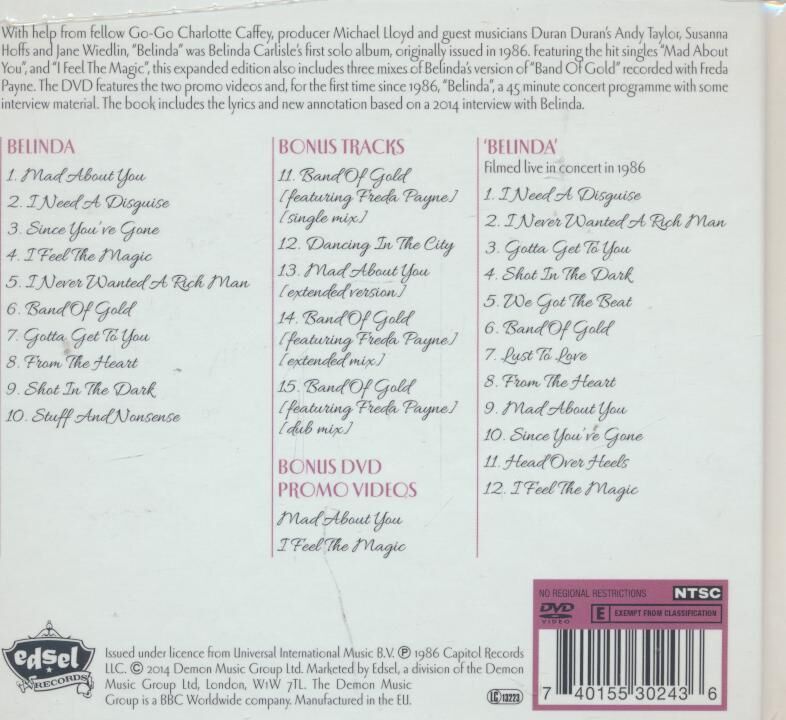 With help from fellow Go-Go Charlotte Caffey, producer Michael Lloyd and guest musicians Duran Duran's Andy Taylor, Susanna
Hoffs and Jane Wiedlin, "Belinda" was Belinda Carlisle's first solo album, originally issued in 1986. Featuring the hit singles "Mad About
You", and "I Feel The Magic", this expanded edition also includes three mixes of Belinda's version of "Band Of Gold" recorded with Freda
Payne. The DVD features the two promo videos and, for the first time since 1986, "Belinda", a 45 minute concert programme with some
interview material. The book includes the lyrics and new annotation based on a 2014 interview with Belinda.
BELINDA
1. Mad About You
2. I Need A Disguise
3. Since You've Gone
4. I Feel The Magic
5. I Never Wanted A Rich Man
6. Band Of Gold
7. Gotta Get To You
8. From The Heart
9. Shot In The Dark
10. Stuff And Nonsense
BONUS TRACKS
11. Band Of Gold
[featuring Freda Payne]
[single mix]
12. Dancing In The City
13. Mad About You
[extended version]
14. Band Of Gold
[featuring Freda Payne]
[extended mix]
15. Band Of Gold
[featuring Freda Payne]
[dub mix]
BONUS DVD
PROMO VIDEOS
Mad About You
I Feel The Magic
'BELINDA'
Filmed live in concert in 1986
1. I Need A Disguise
2. I Never Wanted A Rich Man
3. Gotta Get To You
4. Shot In The Dark
5. We Got The Beat
6. Band Of Gold
7. Lust To Love
8. From The Heart
9. Mad About You
10. Since You've Gone
11. Head Over Heels
12. I Feel The Magic
edsel
RECORDS
Issued under licence from Universal International Music B.V. ℗ 1986 Capitol Records
LLC. © 2014 Demon Music Group Ltd. Marketed by Edsel, a division of the Demon
Music Group Ltd, London, W1W 7TL. The Demon Music
Group is a BBC Worldwide company. Manufactured in the EU.
LC 13223
NO REGIONAL RESTRICTIONS NTSC
DVD
VIDEO
E EXEMPT FROM CLASSIFICATION
7 40155 30243 6